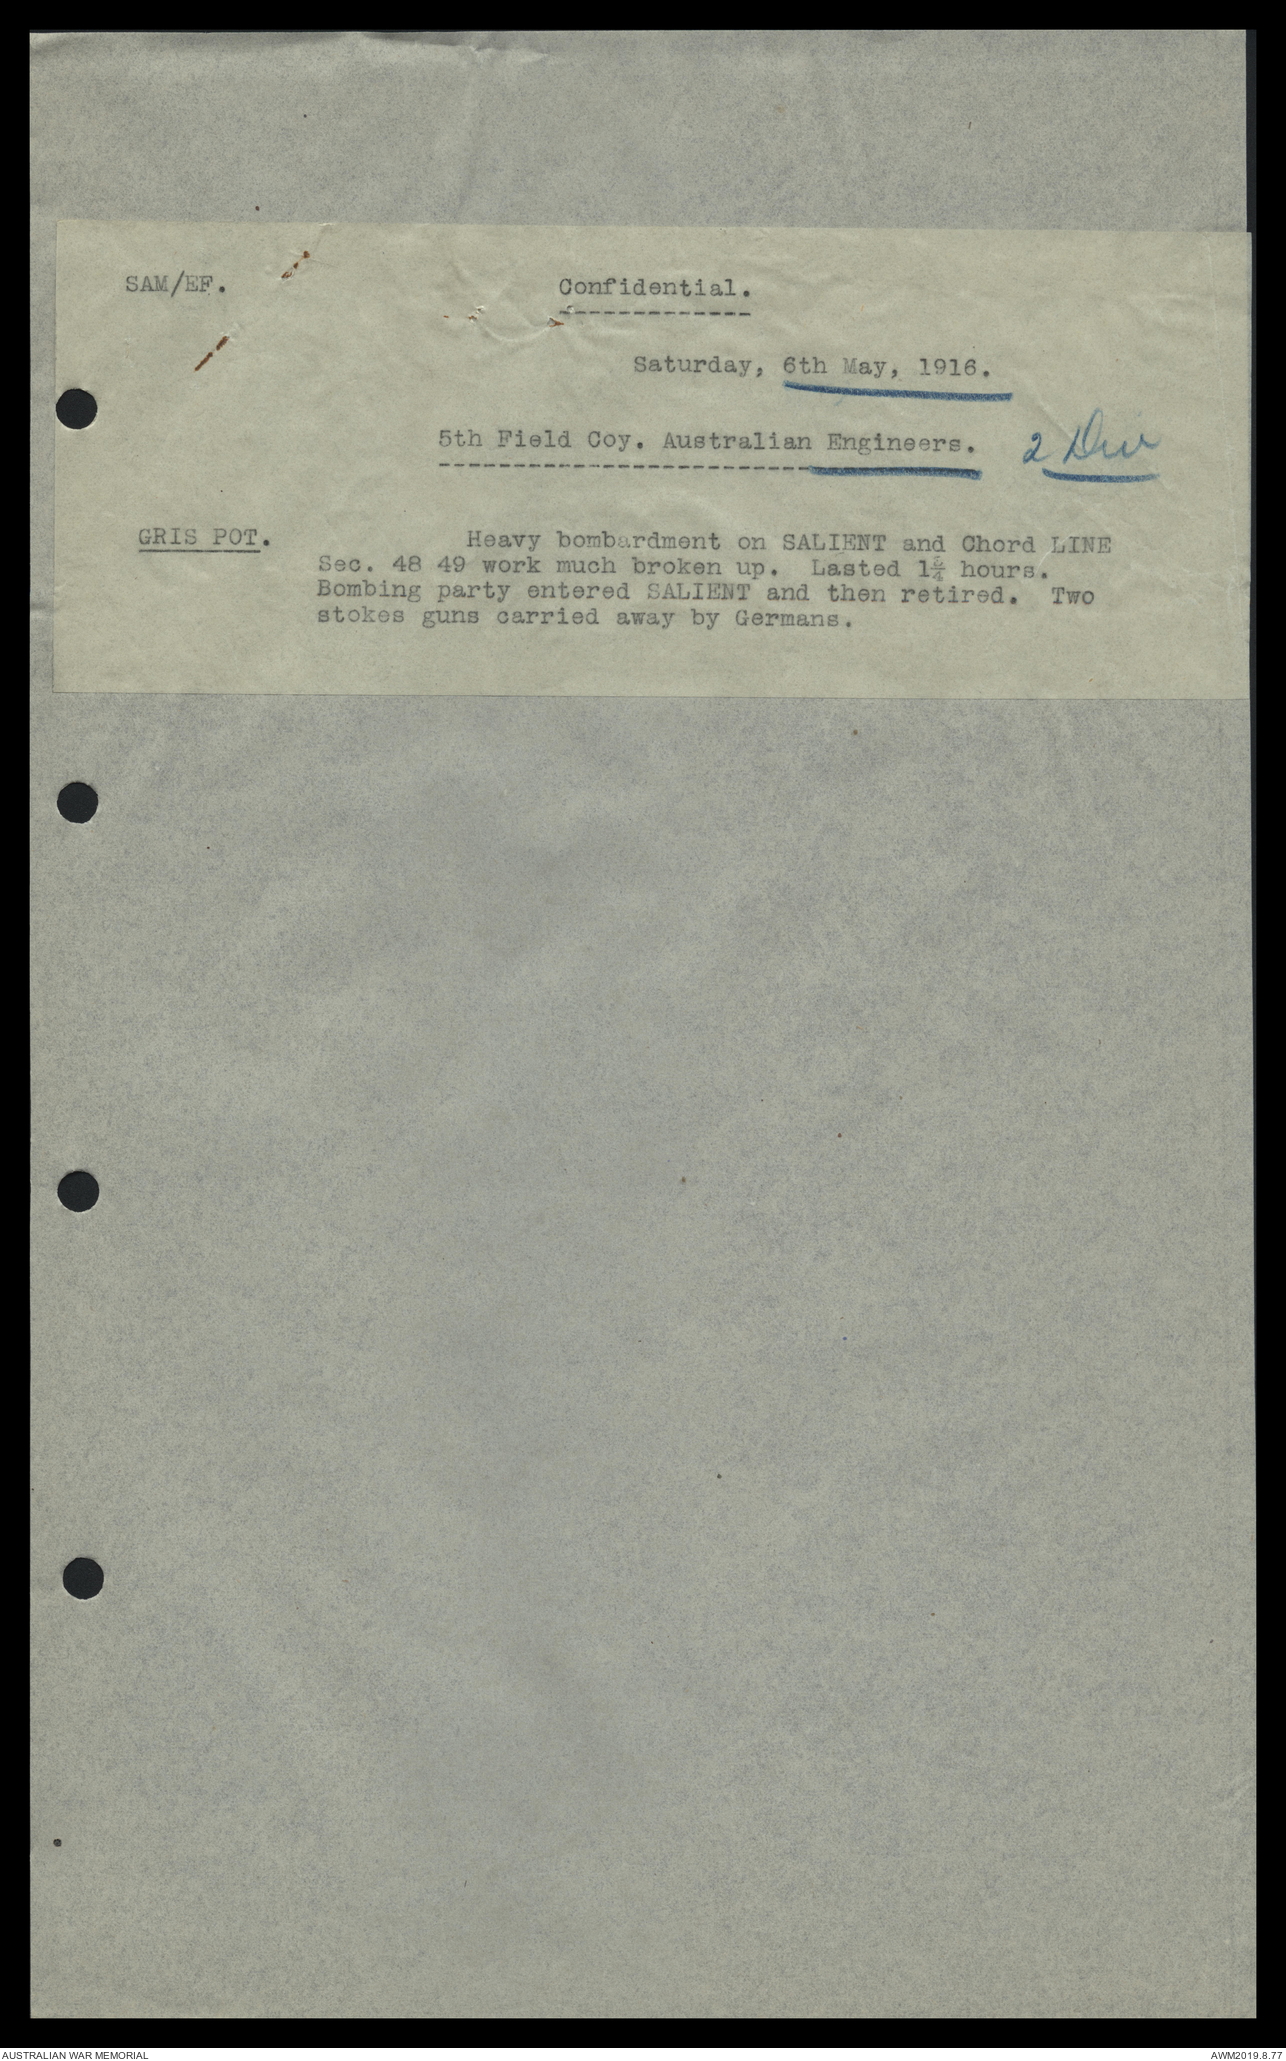 SAM/EF.
Confidential.
Saturday, 6th May, 1916.
5th Field Coy. Australian Engineers. 2 Div
GRIS POT. Heavy bombardment on SALIENT and Chord LINE
Sec. 48 49 work much broken up. Lasted hours.
Bombing party entered SALIENT and then retired. Two
stokes guns carried away by Germans.
AUSTRALIAN WAR MEMORIAL
AWM2019.8.77